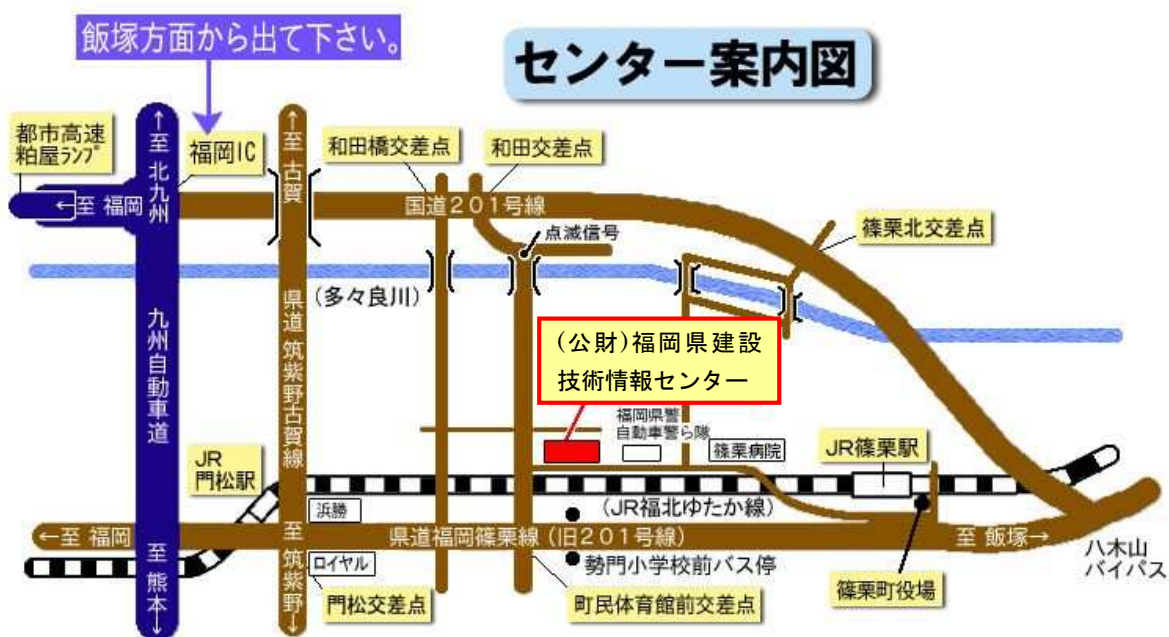 飯塚方面から出て下さい。
センター案内図
都市高速
粕屋ランプ
←至 福岡
↑至 北九州
福岡IC
↑至 古賀
和田橋交差点
和田交差点
国道201号線
点滅信号
篠栗北交差点
(多々良川)
九州自動車道
県道 筑紫野古賀線
(公財)福岡県建設
技術情報センター
福岡県警
自動車警ら隊
篠栗病院
JR篠栗駅
JR
門松駅
浜勝
(JR福北ゆたか線)
←至 福岡
県道福岡篠栗線(旧201号線)
至 飯塚→
八木山
バイパス
至 熊本↓
至 筑紫野↓
ロイヤル
門松交差点
勢門小学校前バス停
町民体育館前交差点
篠栗町役場